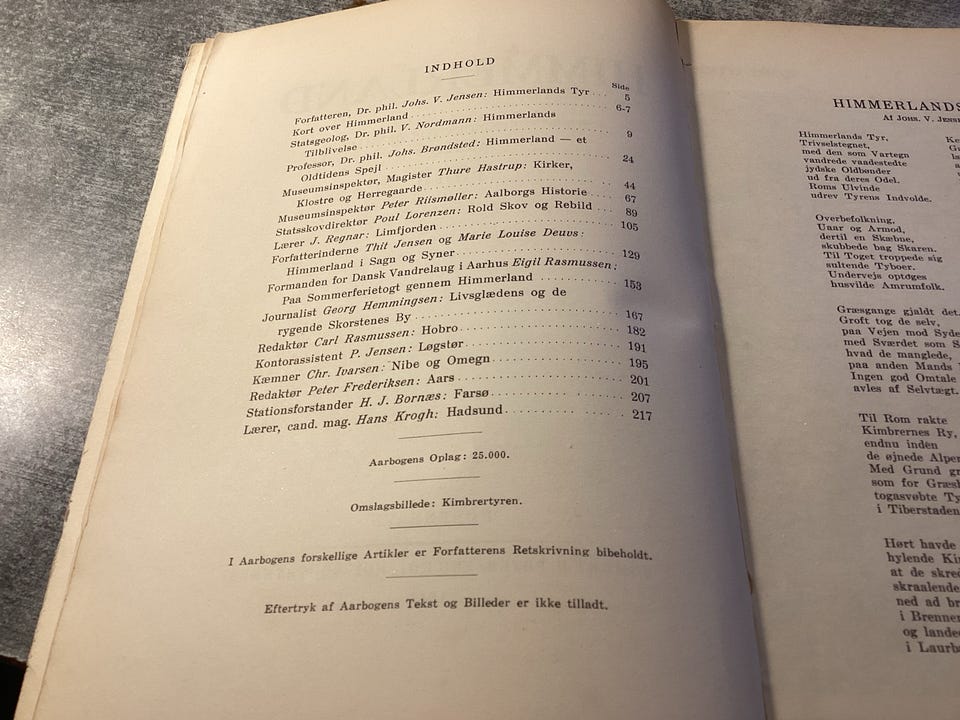 INDHOLD
Side
Forfatteren, Dr. phil. Johs. V. Jensen: Himmerlands Tyr . . 5
Kort over Himmerland . . . . . . . . . . . . . . . . . . . . 6-7
Statsgeolog, Dr. phil. V. Nordmann: Himmerlands
Tilblivelse . . . . . . . . . . . . . . . . . . . . 9
Professor, Dr. phil. Johs. Brøndsted: Himmerland — et
Oldtidens Spejl . . . . . . . . . . . . . . . . . . . . 24
Museumsinspektør, Magister Thure Hastrup: Kirker,
Klostre og Herregaarde . . . . . . . . . . . . . . . . . . . . 44
Museumsinspektør Peter Riismøller: Aalborgs Historie . . 67
Statsskovdirektør Poul Lorenzen: Rold Skov og Rebild . . 89
Lærer J. Regnar: Limfjorden . . . . . . . . . . . . . . . . . . . . 105
Forfatterinderne Thit Jensen og Marie Louise Deuvs:
Himmerland i Sagn og Syner . . . . . . . . . . . . . . . . . . . . 129
Formanden for Dansk Vandrelaug i Aarhus Eigil Rasmussen:
Paa Sommerferietogt gennem Himmerland . . . . . . . . . . 153
Journalist Georg Hemmingsen: Livsglædens og de
rygende Skorstenes By . . . . . . . . . . . . . . . . . . . . 167
Redaktør Carl Rasmussen: Hobro . . . . . . . . . . . . . . . . . . . . 182
Kontorassistent P. Jensen: Løgstør . . . . . . . . . . . . . . . . . . . . 191
Kæmner Chr. Ivarsen: Nibe og Omegn . . . . . . . . . . . . . . . . . . . . 195
Redaktør Peter Frederiksen: Aars . . . . . . . . . . . . . . . . . . . . 201
Stationsforstander H. J. Bornæs: Farsø . . . . . . . . . . . . . . . . . . . . 207
Lærer, cand. mag. Hans Krogh: Hadsund . . . . . . . . . . . . . . . . . . . . 217
Aarbogens Oplag: 25.000.
Omslagsbillede: Kimbrertyren.
I Aarbogens forskellige Artikler er Forfatterens Retskrivning bibeholdt.
Eftertryk af Aarbogens Tekst og Billeder er ikke tilladt.
HIMMERLANDS
Af JOHS. V.
Himmerlands Tyr,
Trivselstegnet,
med den som Vartegn
vandrede vandestedte
jydske Oldbønder
ud fra deres Odel.
Roms Ulvinde
udrev Tyrens Indvolde.
Overbefolkning,
Uaar og Armod,
dertil en Skæbne,
skubbede bag Skaren.
Til Toget troppede sig
sultende Tyboer.
Undervejs optøges
husvilde Amrumfolk.
Græsgange gjaldt det.
Groft tog de selv,
paa Vejen mod Syde
med Sværdet som
hvad de manglede,
paa anden Mands
Ingen god Omtale
avles af Selvtægt.
Til Rom rakte
Kimbrernes Ry,
endnu inden
de øjnede Alper
Med Grund
som for
togasvøbte
i Tiberstaden
Hørt havde
hylende
at de
skraalende
ned ad
i
og
i